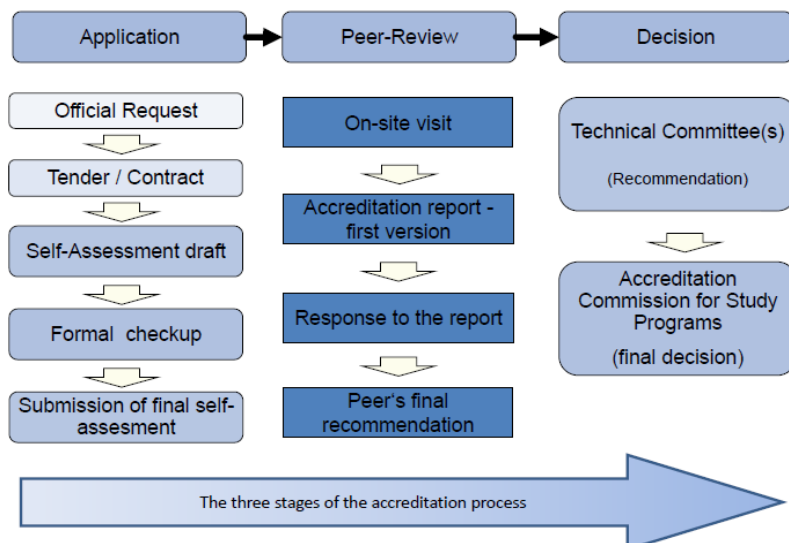 Application
Peer-Review
Decision
Official Request
Tender / Contract
Self-Assessment draft
Formal checkup
Submission of final self-
assesment
On-site visit
Accreditation report -
first version
Response to the report
Peer‘s final
recommendation
Technical Committee(s)
(Recommendation)
Accreditation
Commission for Study
Programs
(final decision)
The three stages of the accreditation process